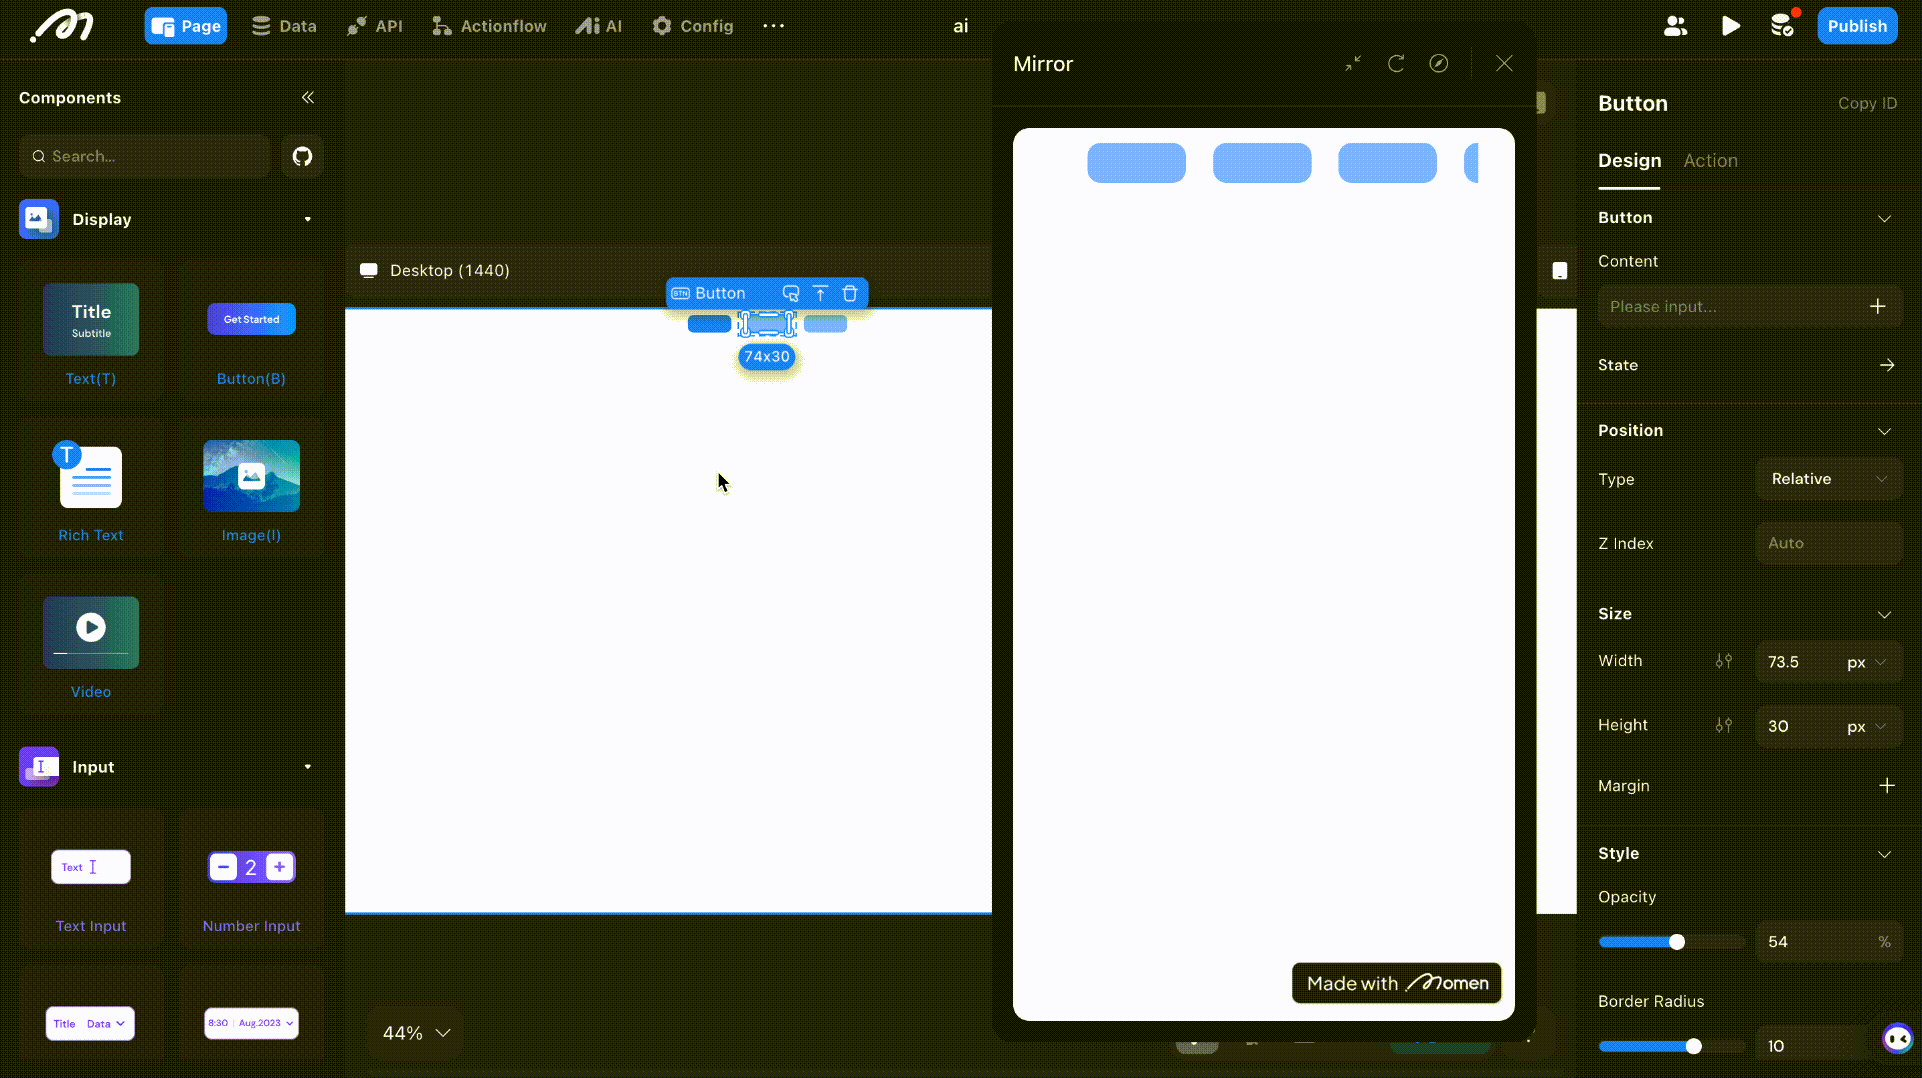 Page
Data
API
Actionflow
AI
Config
ai
Publish
Components
Search...
Display
Title
Subtitle
Text(T)
Get Started
Button(B)
T
Rich Text
Image(I)
Video
Input
Text
Text Input
2
Number Input
Title Data
8:30 Aug.2023
Desktop (1440)
BTN Button
74x30
44%
Mirror
Made with Momen
Button
Copy ID
Design
Action
Button
Content
Please input...
State
Position
Type
Relative
Z Index
Auto
Size
Width
73.5 px
Height
30 px
Margin
Style
Opacity
54 %
Border Radius
10